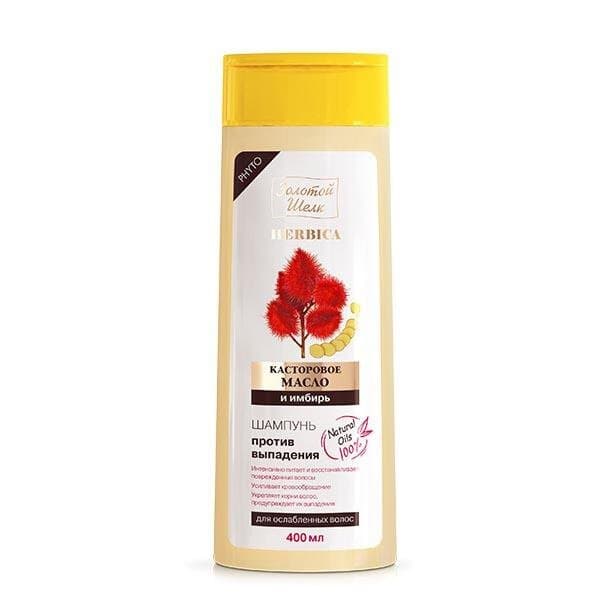 PHYTO
Золотой
Шелк
HERBICA
КАСТОРОВОЕ
МАСЛО
и имбирь
ШАМПУНЬ
против
выпадения
Natural
Oils
100%
Интенсивно питает и восстанавливает
поврежденные волосы
Усиливает кровообращение
Укрепляет корни волос,
предупреждает их выпадение
для ослабленных волос
400 мл